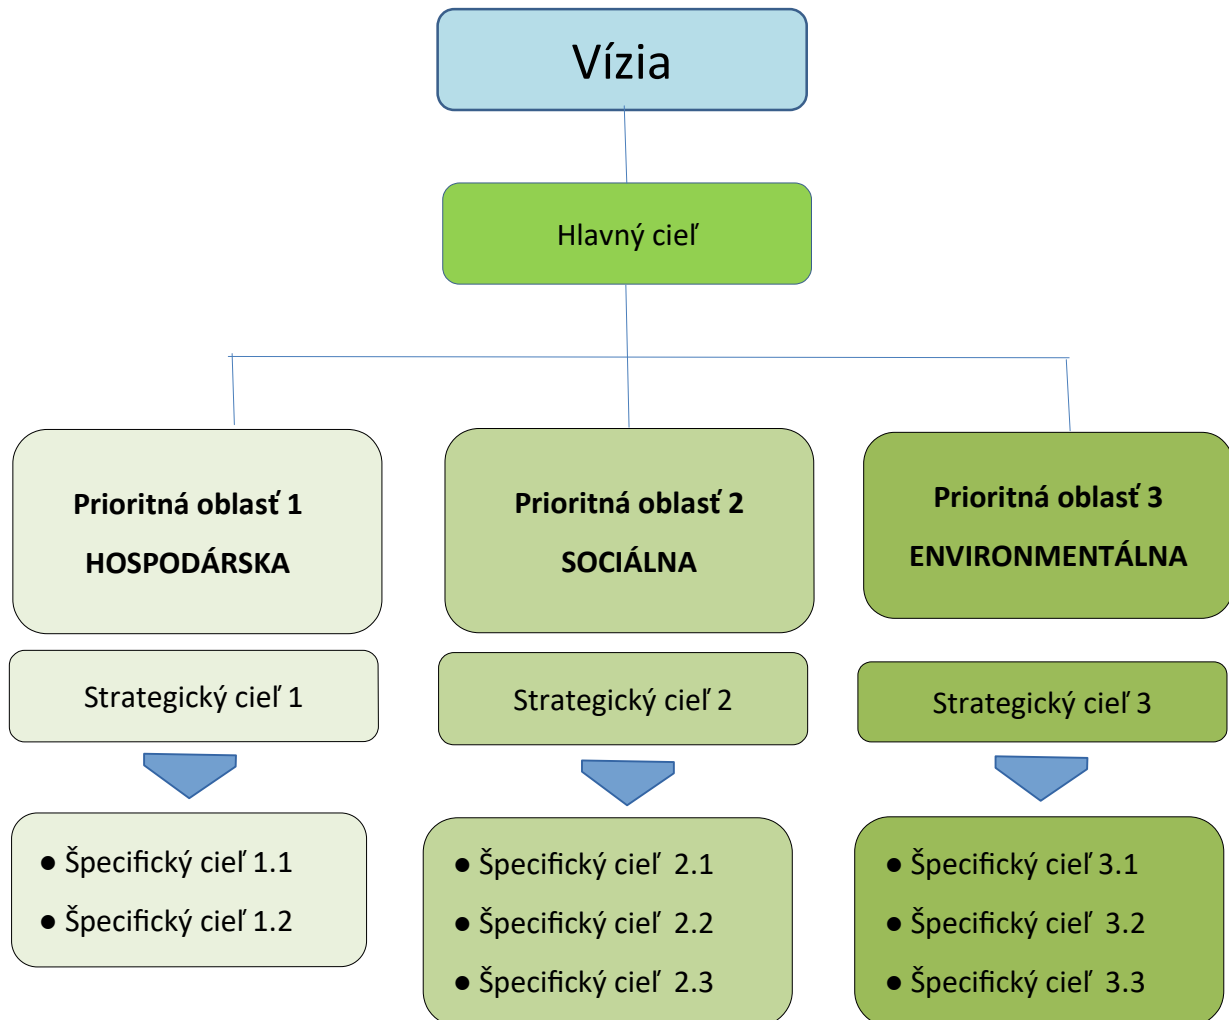 Vízia
Hlavný cieľ
Prioritná oblasť 1
HOSPODÁRSKA
Prioritná oblasť 2
SOCIÁLNA
Prioritná oblasť 3
ENVIRONMENTÁLNA
Strategický cieľ 1
Strategický cieľ 2
Strategický cieľ 3
● Špecifický cieľ 1.1
● Špecifický cieľ 1.2
● Špecifický cieľ 2.1
● Špecifický cieľ 2.2
● Špecifický cieľ 2.3
● Špecifický cieľ 3.1
● Špecifický cieľ 3.2
● Špecifický cieľ 3.3